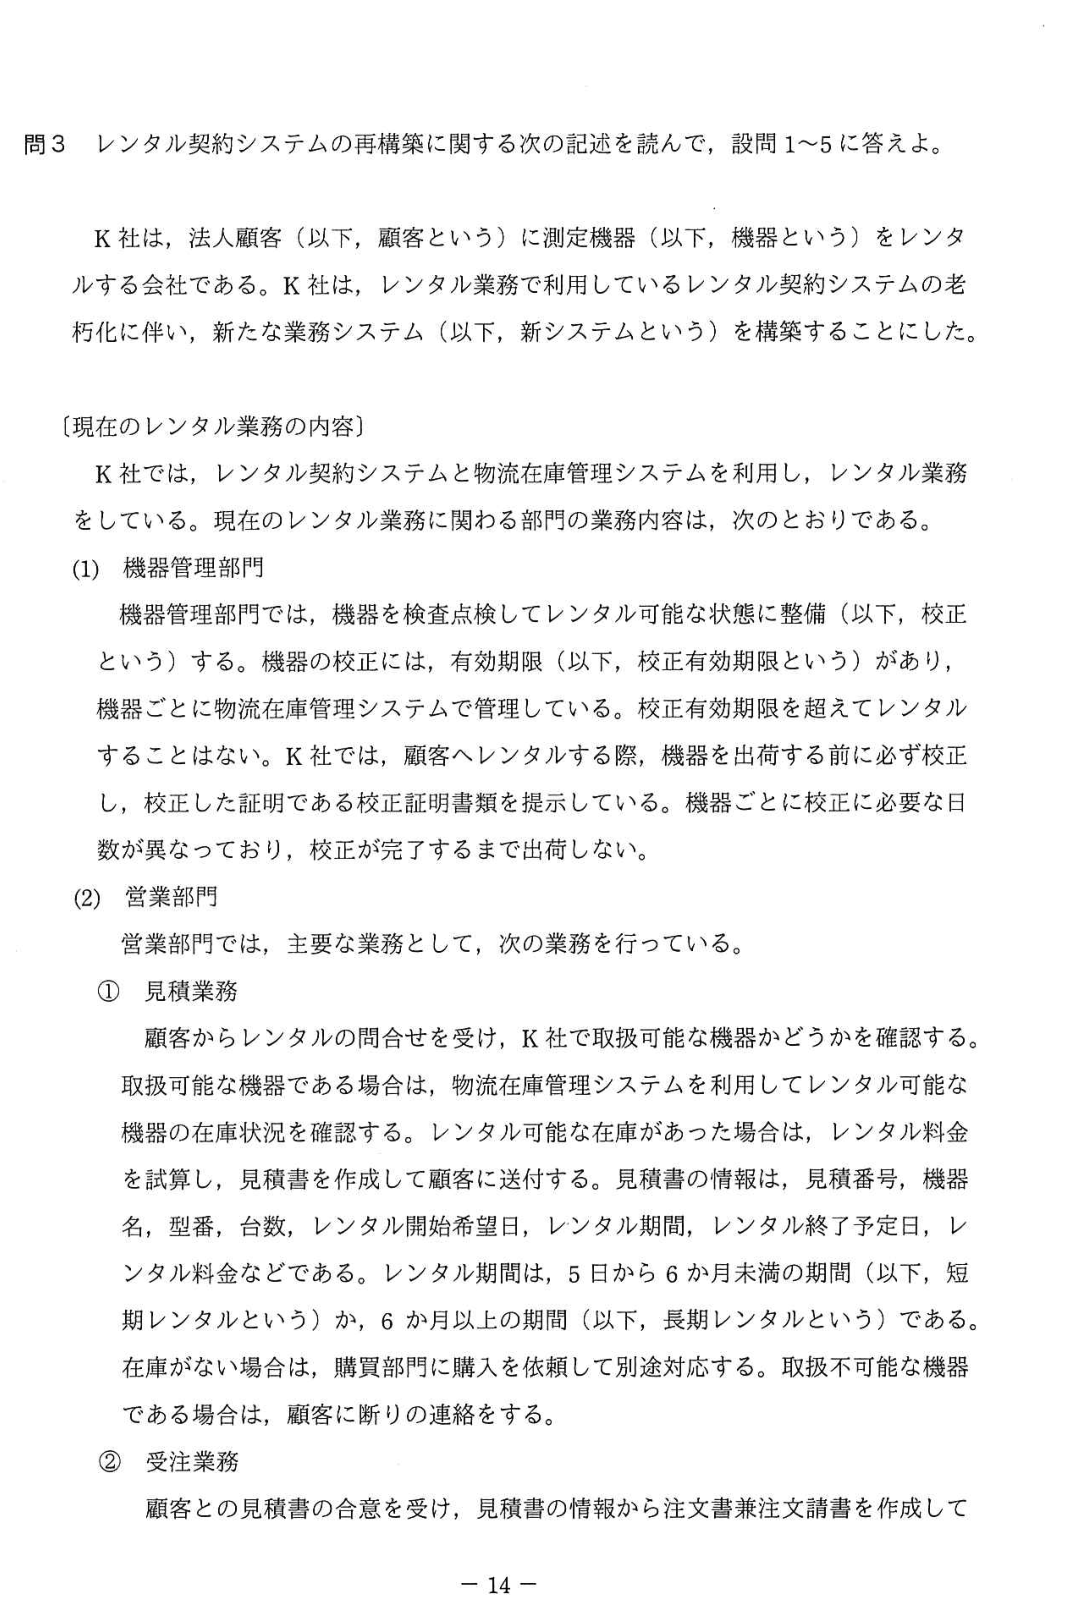 問3　レンタル契約システムの再構築に関する次の記述を読んで，設問1～5に答えよ。
K社は，法人顧客（以下，顧客という）に測定機器（以下，機器という）をレンタ
ルする会社である。K社は，レンタル業務で利用しているレンタル契約システムの老
朽化に伴い，新たな業務システム（以下，新システムという）を構築することにした。
〔現在のレンタル業務の内容〕
K社では，レンタル契約システムと物流在庫管理システムを利用し，レンタル業務
をしている。現在のレンタル業務に関わる部門の業務内容は，次のとおりである。
(1)　機器管理部門
機器管理部門では，機器を検査点検してレンタル可能な状態に整備（以下，校正
という）する。機器の校正には，有効期限（以下，校正有効期限という）があり，
機器ごとに物流在庫管理システムで管理している。校正有効期限を超えてレンタル
することはない。K社では，顧客へレンタルする際，機器を出荷する前に必ず校正
し，校正した証明である校正証明書類を提示している。機器ごとに校正に必要な日
数が異なっており，校正が完了するまで出荷しない。
(2)　営業部門
営業部門では，主要な業務として，次の業務を行っている。
①　見積業務
顧客からレンタルの問合せを受け，K社で取扱可能な機器かどうかを確認する。
取扱可能な機器である場合は，物流在庫管理システムを利用してレンタル可能な
機器の在庫状況を確認する。レンタル可能な在庫があった場合は，レンタル料金
を試算し，見積書を作成して顧客に送付する。見積書の情報は，見積番号，機器
名，型番，台数，レンタル開始希望日，レンタル期間，レンタル終了予定日，レ
ンタル料金などである。レンタル期間は，5日から6か月未満の期間（以下，短
期レンタルという）か，6か月以上の期間（以下，長期レンタルという）である。
在庫がない場合は，購買部門に購入を依頼して別途対応する。取扱不可能な機器
である場合は，顧客に断りの連絡をする。
②　受注業務
顧客との見積書の合意を受け，見積書の情報から注文書兼注文請書を作成して
－ 14 －